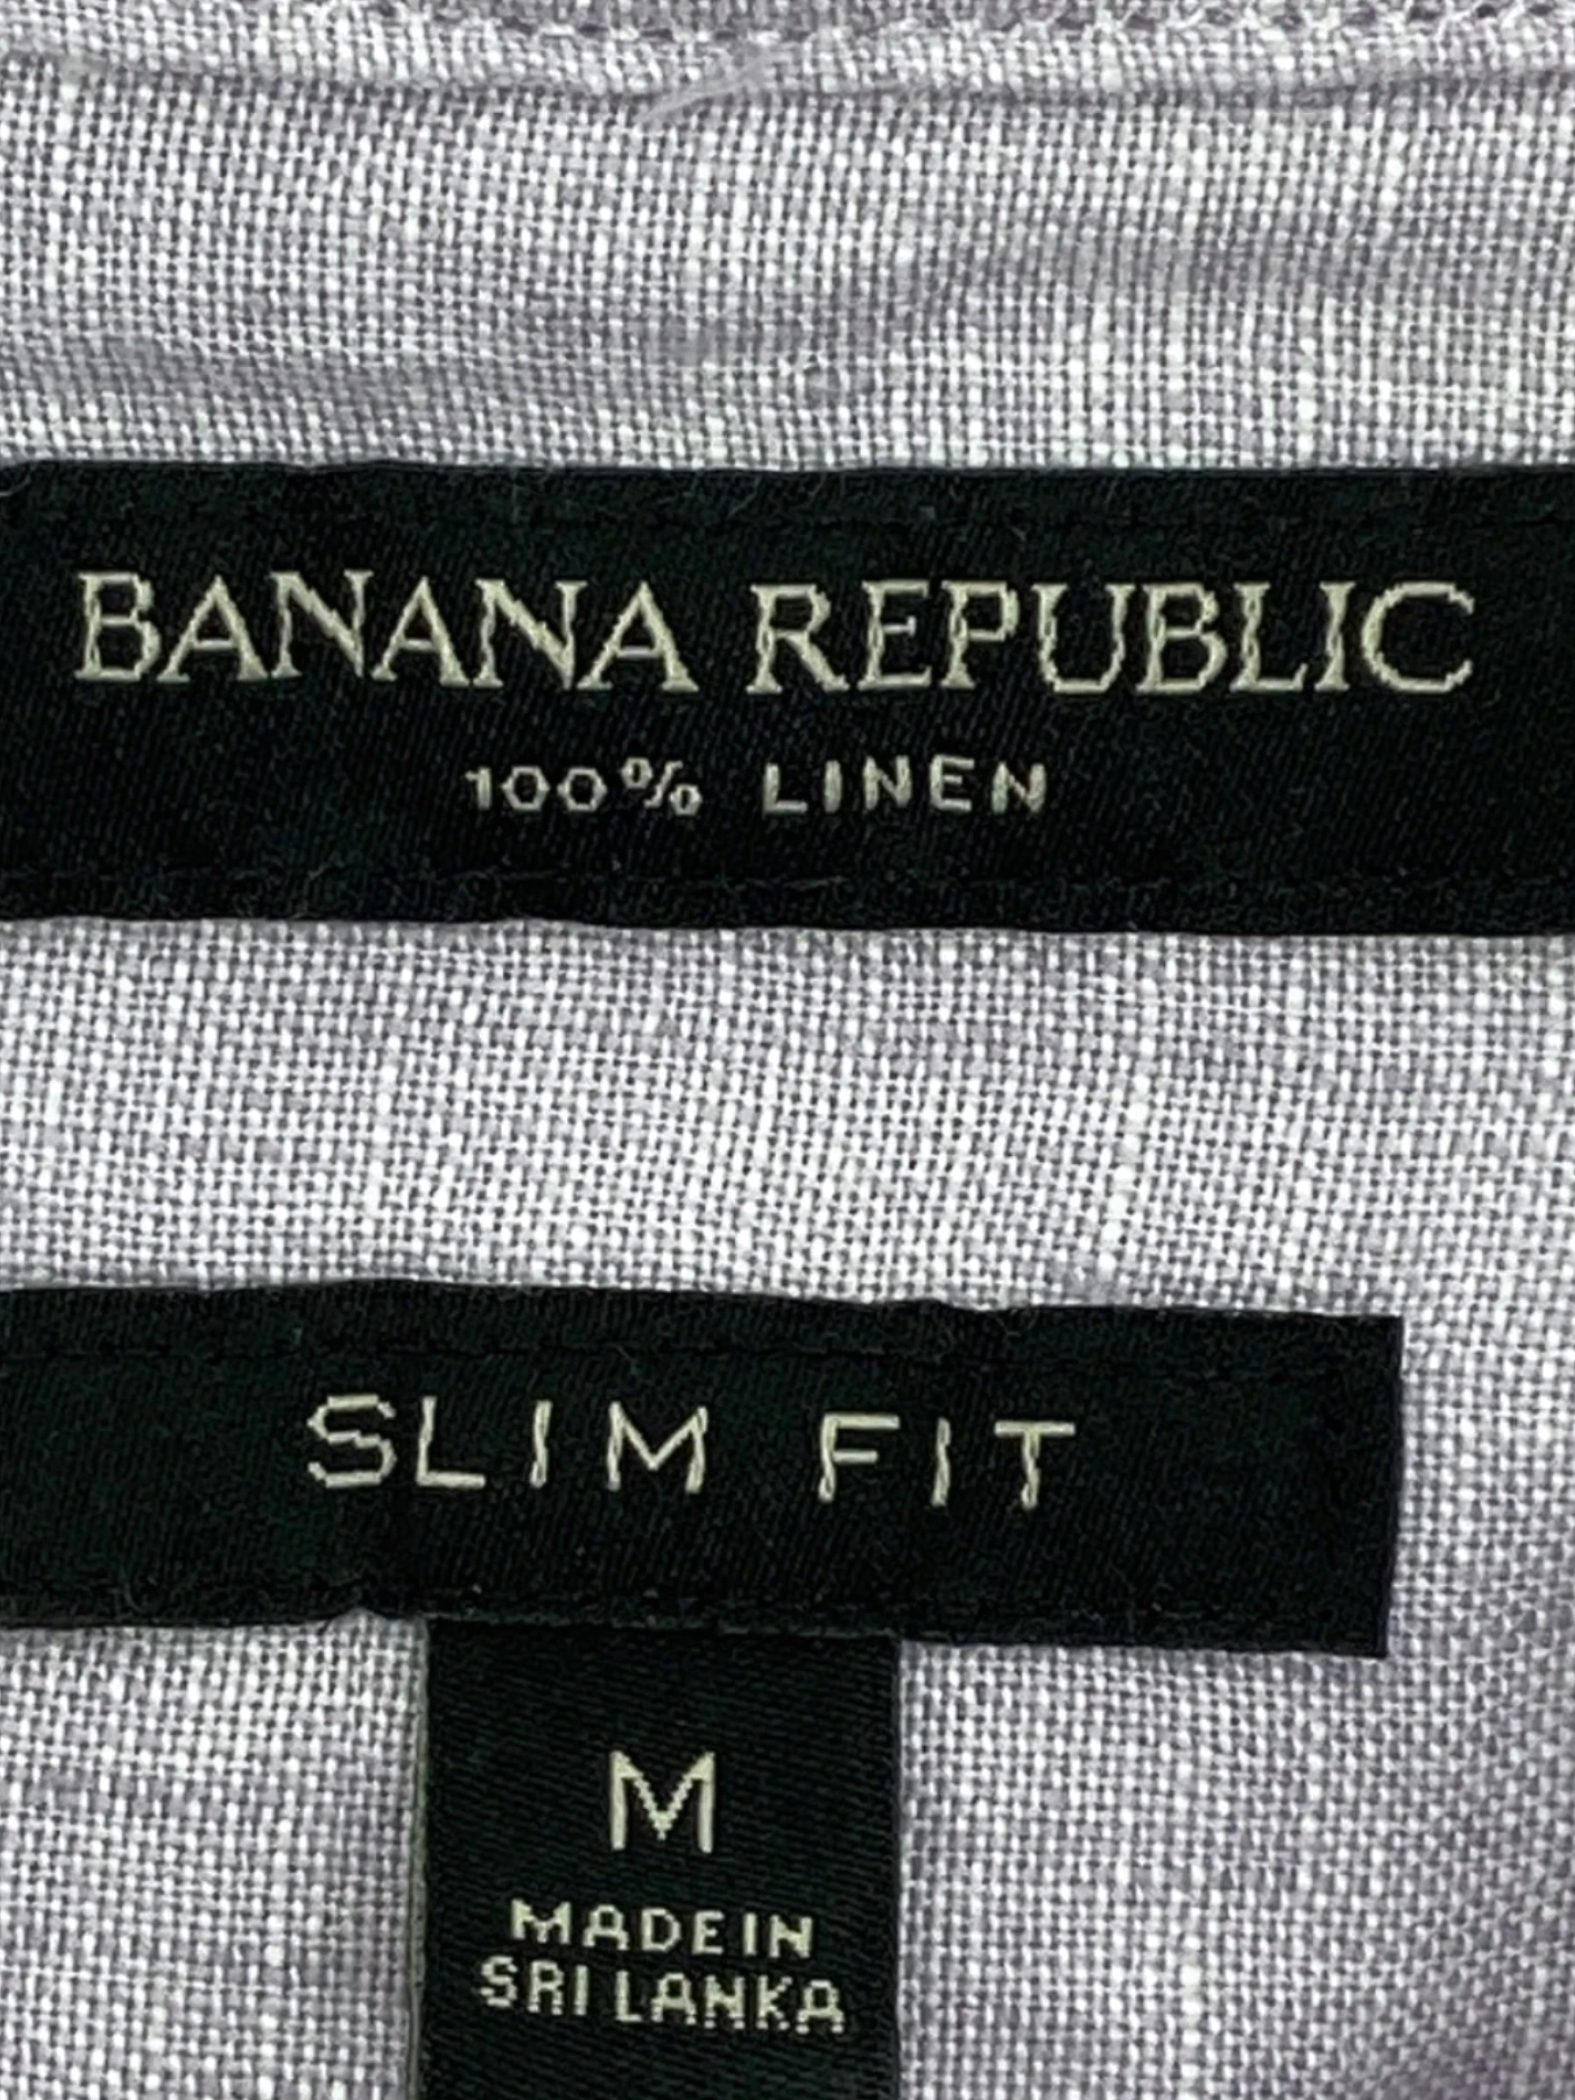 BANANA REPUBLIC
100% LINEN
SLIM FIT
M
MADE IN
SRI LANKA